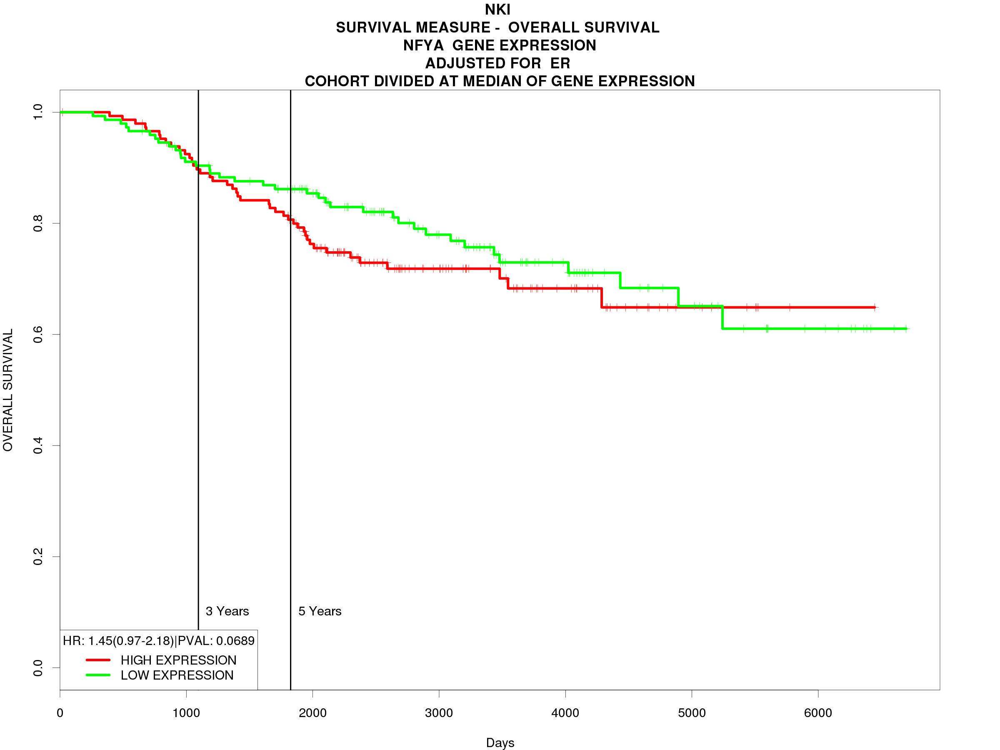 NKI
SURVIVAL MEASURE -  OVERALL SURVIVAL
NFYA  GENE EXPRESSION
ADJUSTED FOR  ER
COHORT DIVIDED AT MEDIAN OF GENE EXPRESSION
OVERALL SURVIVAL
1.0
0.8
0.6
0.4
0.2
0.0
3 Years
5 Years
HR: 1.45(0.97-2.18)|PVAL: 0.0689
HIGH EXPRESSION
LOW EXPRESSION
0 1000 2000 3000 4000 5000 6000
Days